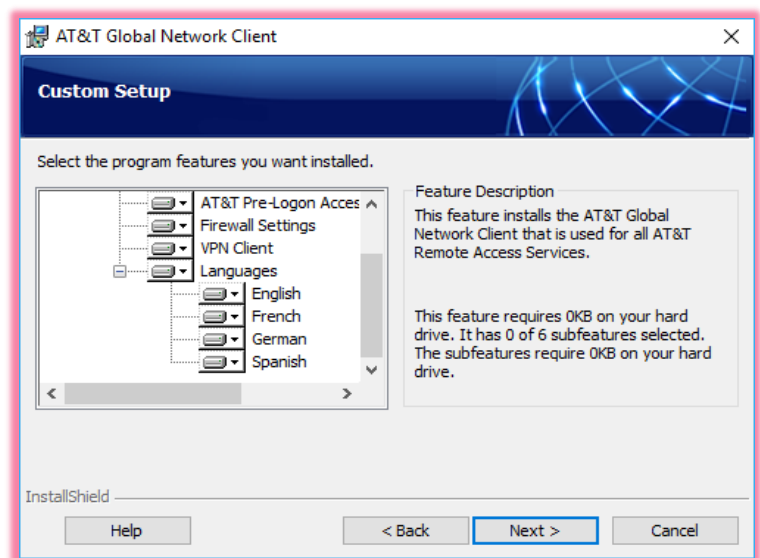 AT&T Global Network Client
Custom Setup
Select the program features you want installed.
AT&T Pre-Logon Acces
Firewall Settings
VPN Client
Languages
English
French
German
Spanish
Feature Description
This feature installs the AT&T Global
Network Client that is used for all AT&T
Remote Access Services.
This feature requires 0KB on your hard
drive. It has 0 of 6 subfeatures selected.
The subfeatures require 0KB on your hard
drive.
InstallShield
Help
< Back
Next >
Cancel